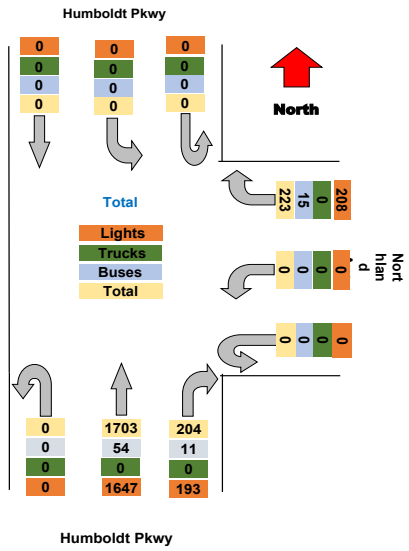 Humboldt Pkwy
0 0 0
0 0 0
0 0 0
0 0 0
North
223 15 0 208
Total
Lights
Trucks
Buses
Total
0 0 0 0
Nort
hlan
d
0 0 0 0
0 1703 204
0 54 11
0 0 0
0 1647 193
Humboldt Pkwy